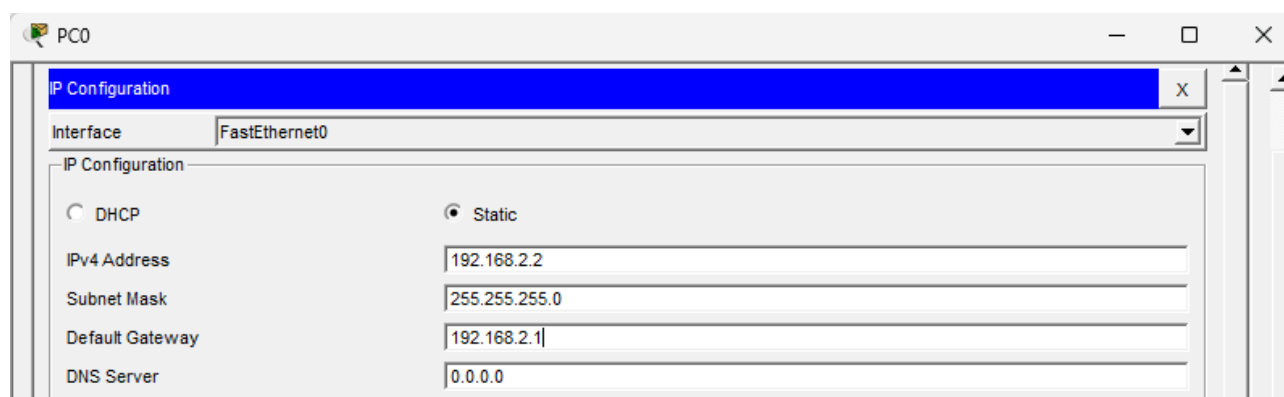 PC0
IP Configuration X
Interface FastEthernet0
IP Configuration
DHCP Static
IPv4 Address 192.168.2.2
Subnet Mask 255.255.255.0
Default Gateway 192.168.2.1
DNS Server 0.0.0.0